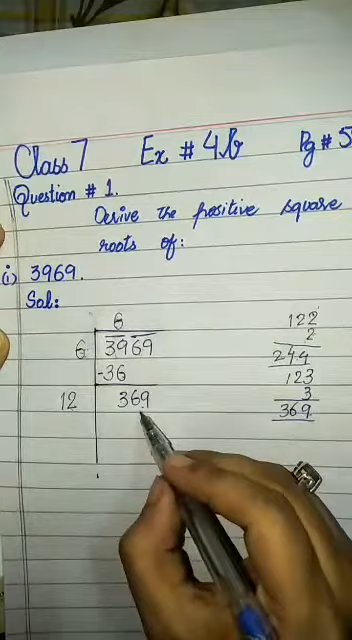 Class 7 Ex # 4.b Pg # 5
Question # 1.
Derive the positive square
roots of:
(i) 3969.
Sol:
6
6 3969
-36
12 369
122
2
244
123
3
369